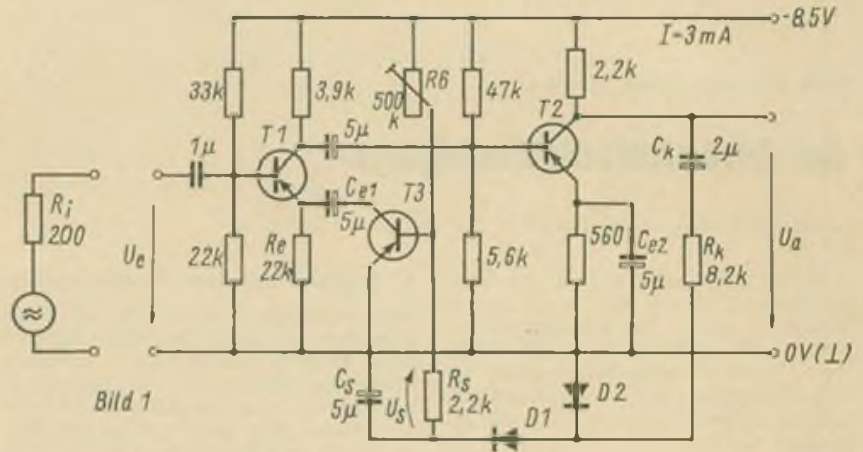 I-3mA
-8.5V
33k
3,9k
R6
500
k
47k
T2
2,2k
1µ
T1
5µ
Ck
2µ
Ce1
5µ
T3
Ri
200
Ue
22k
Re
22k
5,6k
560
Ce2
5µ
Rk
8,2k
Ua
0V(⊥)
Bild 1
Cs
5µ
Us
Rs
2,2k
D1
D2